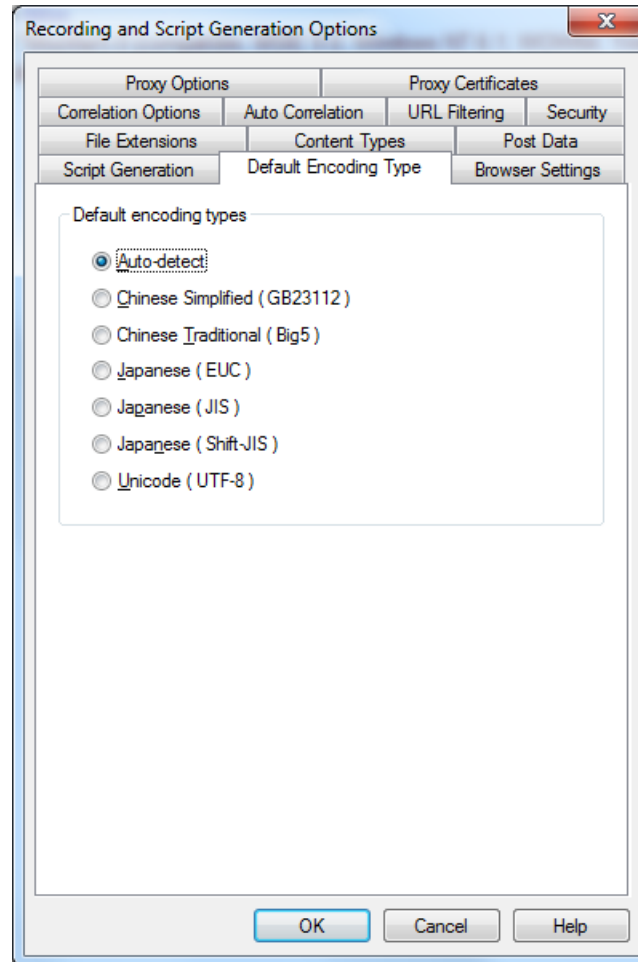 Recording and Script Generation Options
Proxy Options Proxy Certificates
Correlation Options Auto Correlation URL Filtering Security
File Extensions Content Types Post Data
Script Generation Default Encoding Type Browser Settings
Default encoding types
Auto-detect
Chinese Simplified ( GB23112 )
Chinese Traditional ( Big5 )
Japanese ( EUC )
Japanese ( JIS )
Japanese ( Shift-JIS )
Unicode ( UTF-8 )
OK Cancel Help